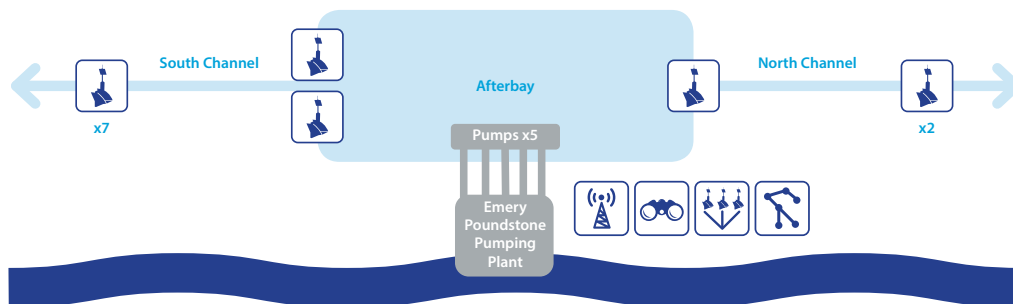 South Channel
Afterbay
North Channel
x7
x2
Pumps x5
Emery
Poundstone
Pumping
Plant